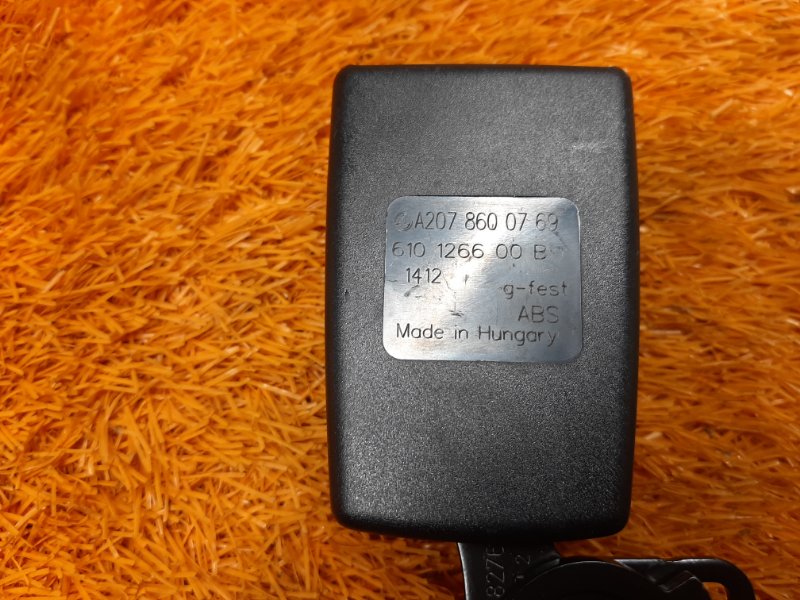 A207 860 07 69
610 1266 00 B
1412
g-fest
ABS
Made in Hungary